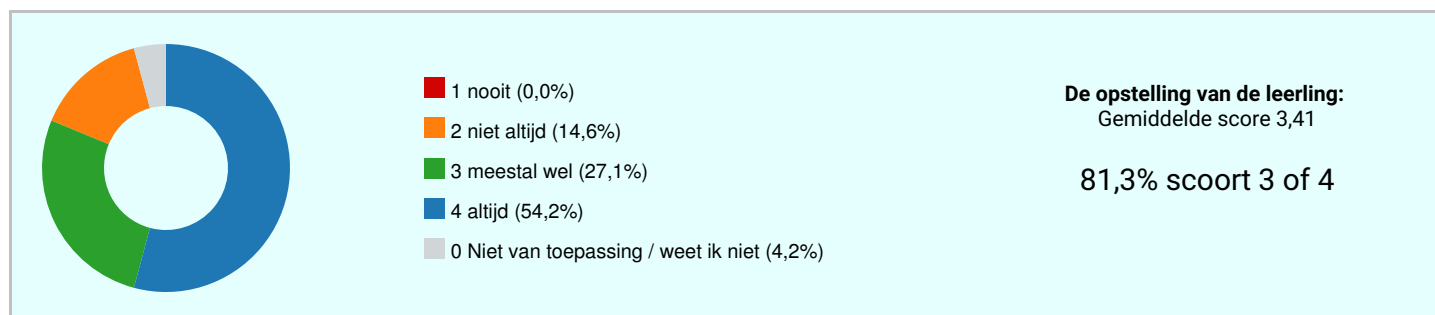 1 nooit (0,0%)
2 niet altijd (14,6%)
3 meestal wel (27,1%)
4 altijd (54,2%)
0 Niet van toepassing / weet ik niet (4,2%)
De opstelling van de leerling:
Gemiddelde score 3,41
81,3% scoort 3 of 4